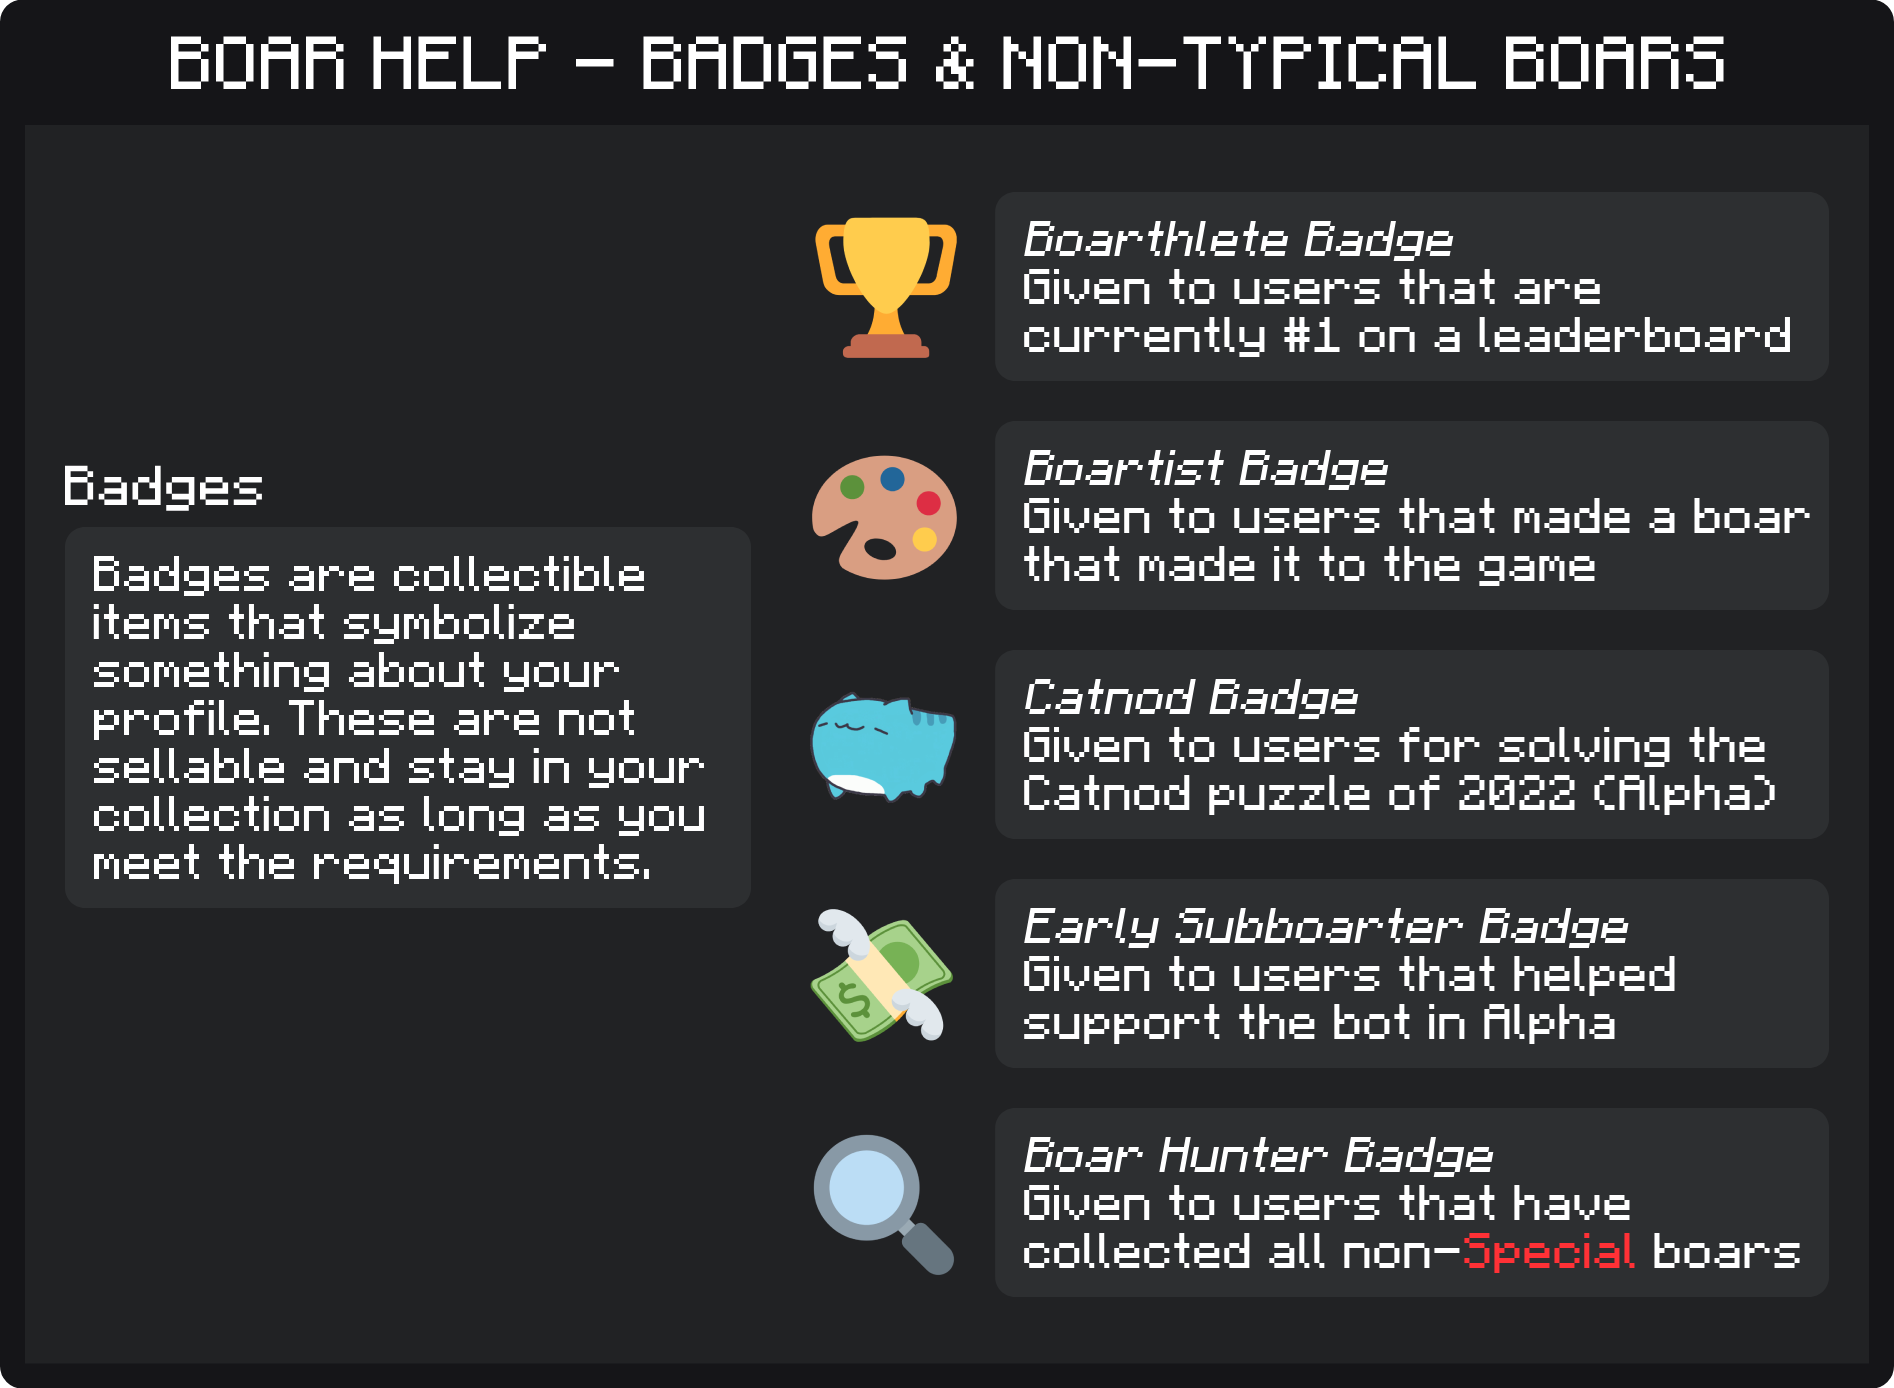 BOAR HELP - BADGES & NON-TYPICAL BOARS
Badges
Badges are collectible
items that symbolize
something about your
profile. These are not
sellable and stay in your
collection as long as you
meet the requirements.
Boarthlete Badge
Given to users that are
currently #1 on a leaderboard
Boartist Badge
Given to users that made a boar
that made it to the game
Catnod Badge
Given to users for solving the
Catnod puzzle of 2022 (Alpha)
Early Subboarter Badge
Given to users that helped
support the bot in Alpha
Boar Hunter Badge
Given to users that have
collected all non-Special boars